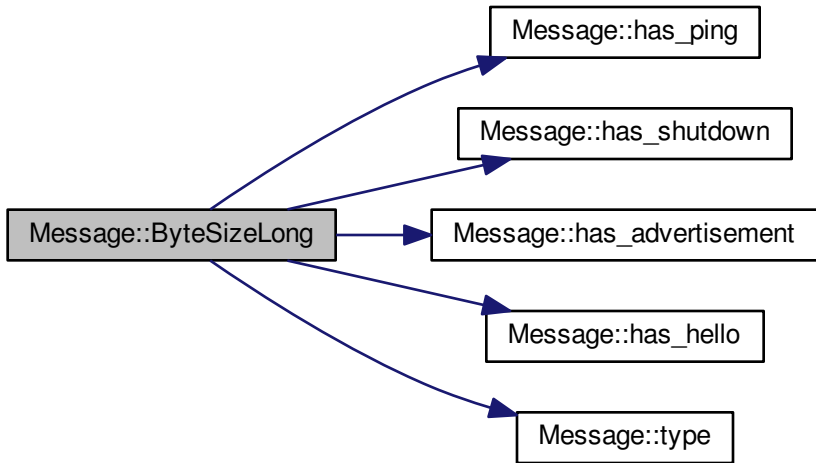 Message::has_ping
Message::has_shutdown
Message::ByteSizeLong
Message::has_advertisement
Message::has_hello
Message::type